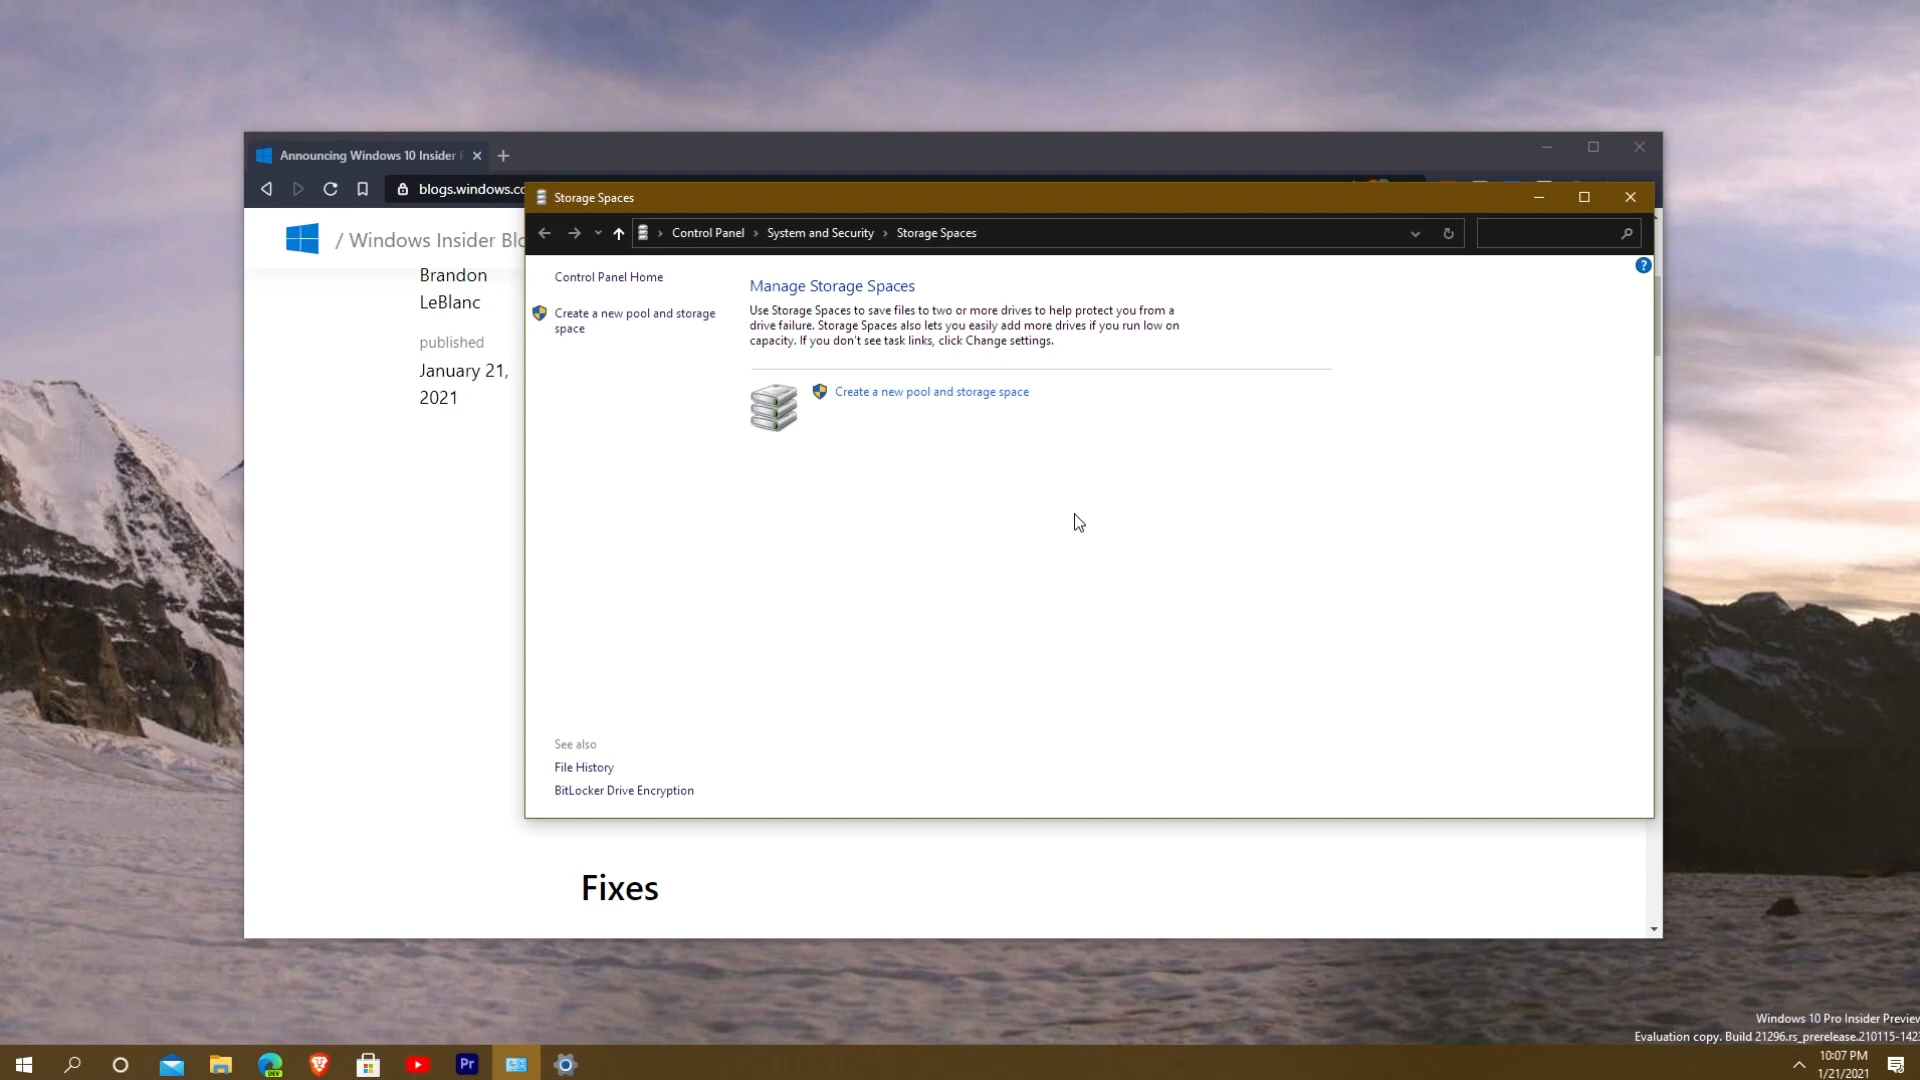 Announcing Windows 10 Insider
blogs.windows.co
/ Windows Insider Blo
Brandon
LeBlanc
published
January 21,
2021
Fixes
Storage Spaces
Control Panel
System and Security
Storage Spaces
Control Panel Home
Create a new pool and storage
space
Manage Storage Spaces
Use Storage Spaces to save files to two or more drives to help protect you from a
drive failure. Storage Spaces also lets you easily add more drives if you run low on
capacity. If you don't see task links, click Change settings.
Create a new pool and storage space
See also
File History
BitLocker Drive Encryption
Windows 10 Pro Insider Preview
Evaluation copy. Build 21296.rs_prerelease.210115-142
DEV
Pr
10:07 PM
1/21/2021